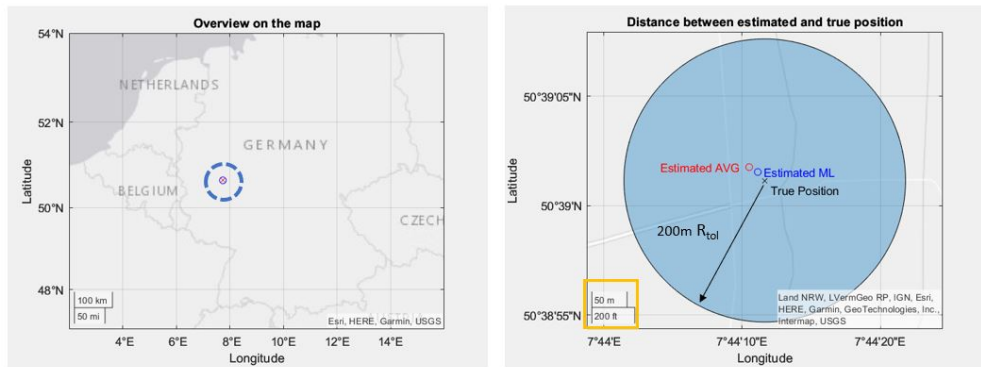 Overview on the map
54°N
52°N
50°N
48°N
Latitude
NETHERLANDS
GERMANY
BELGIUM
CZECH
100 km
50 mi
Esri, HERE, Garmin, USGS
4°E
6°E
8°E
10°E
12°E
14°E
Longitude
Distance between estimated and true position
50°39'05"N
50°39'N
50°38'55"N
Latitude
Estimated AVG
Estimated ML
True Position
200m Rtol
50 m
200 ft
Land NRW, LVermGeo RP, IGN, Esri,
HERE, Garmin, GeoTechnologies, Inc.,
Intermap, USGS
7°44'E
7°44'10"E
7°44'20"E
Longitude